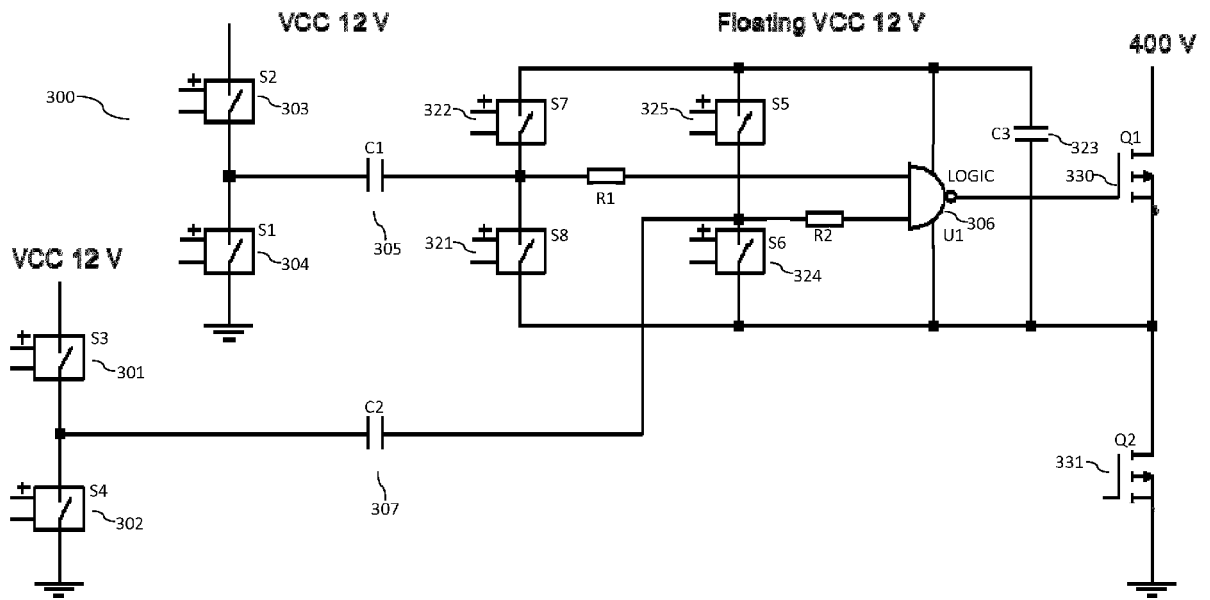 VCC 12 V
Floating VCC 12 V
400 V
300
+
S2
303
322
+
S7
325
+
S5
C3
323
Q1
330
C1
305
R1
LOGIC
306
U1
+
S1
304
321
+
S8
R2
+
S6
324
VCC 12 V
+
S3
301
C2
307
Q2
331
+
S4
302